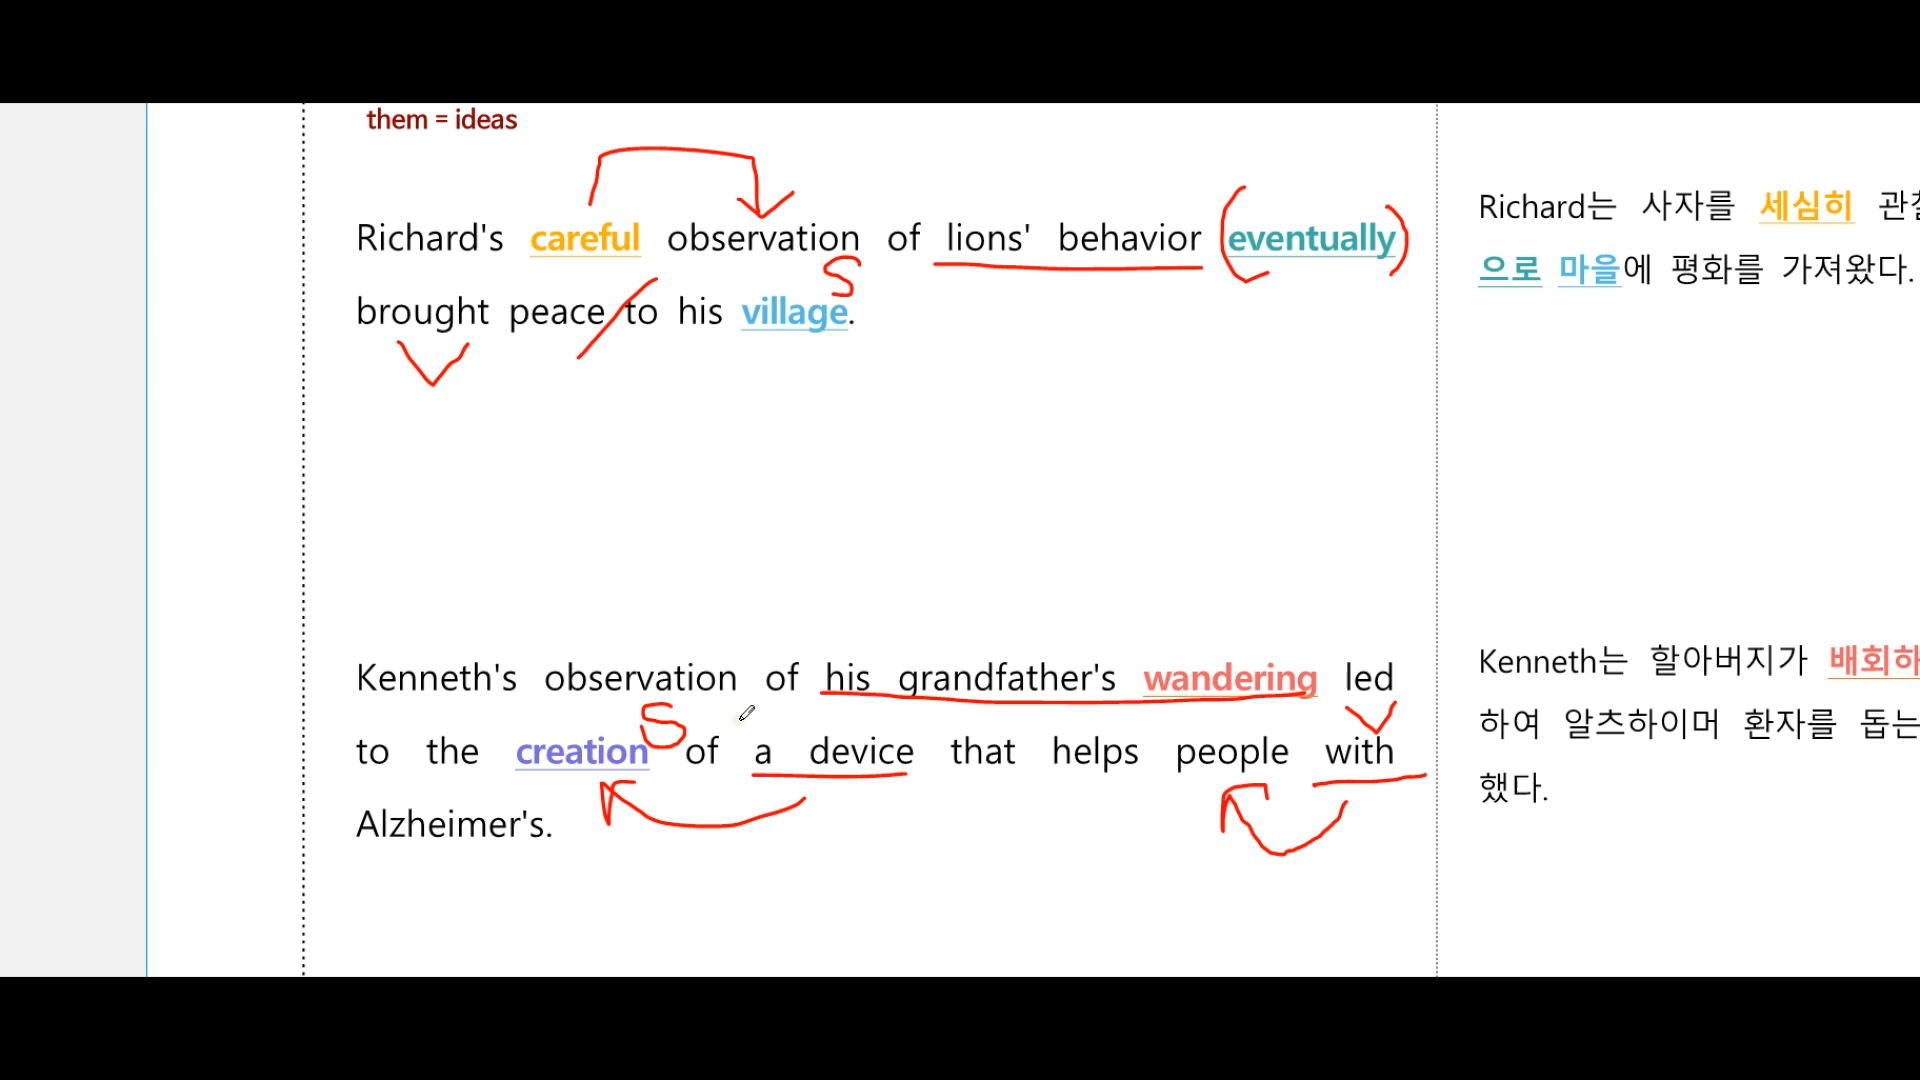 them = ideas
Richard's careful observation of lions' behavior (eventually)
S
brought peace / to his village.
V
Kenneth's observation of his grandfather's wandering led
S V
to the creation of a device that helps people with
Alzheimer's.
Richard는 사자를 세심히
으로 마을에 평화를 가져왔다.
Kenneth는 할아버지가 배회하
하여 알츠하이머 환자를 돕는
했다.